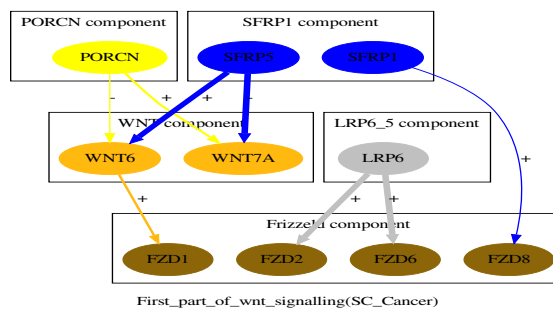 PORCN component
SFRP1 component
PORCN
SFRP5
SFRP1
- + + -
WNT component
LRP6_5 component
WNT6
WNT7A
LRP6
+
+
+ +
Frizzeld component
FZD1
FZD2
FZD6
FZD8
First_part_of_wnt_signalling(SC_Cancer)